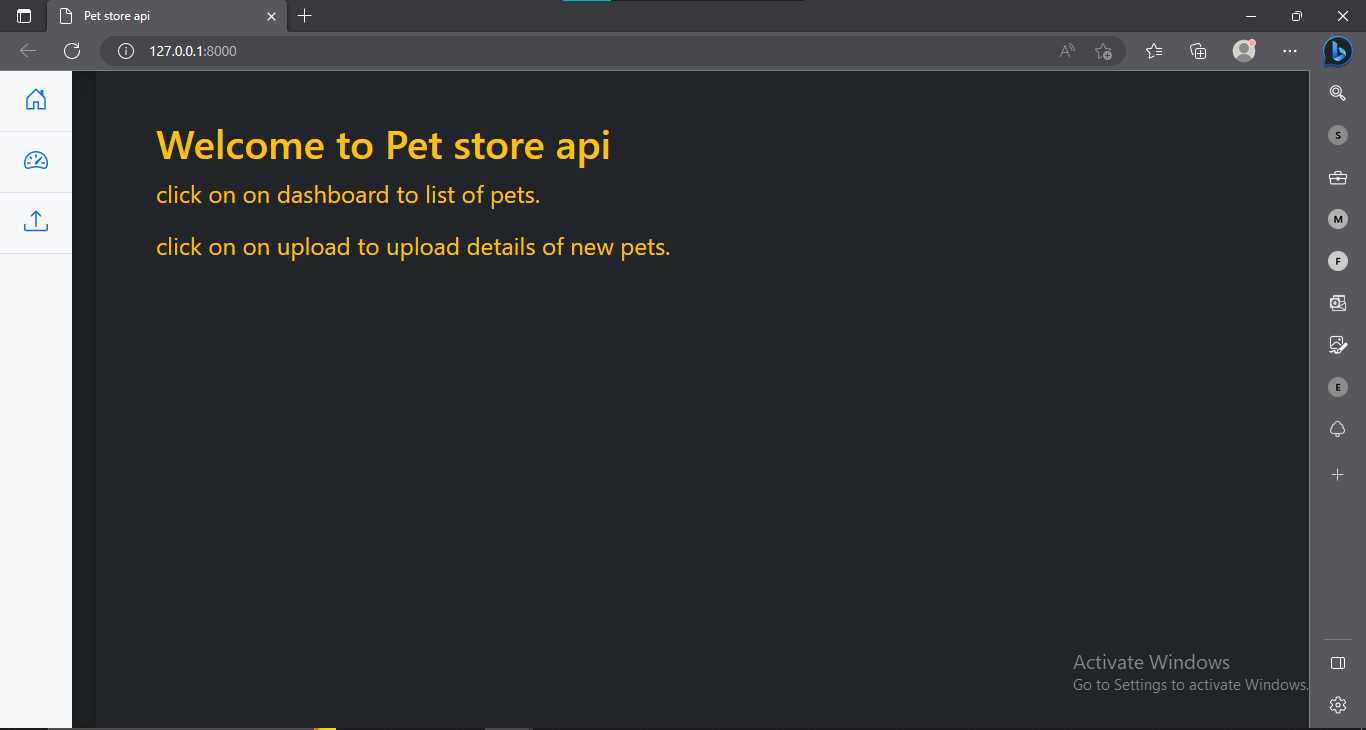 Pet store api
127.0.0.1:8000
Welcome to Pet store api
click on on dashboard to list of pets.
click on on upload to upload details of new pets.
S
M
F
E
Activate Windows
Go to Settings to activate Windows.